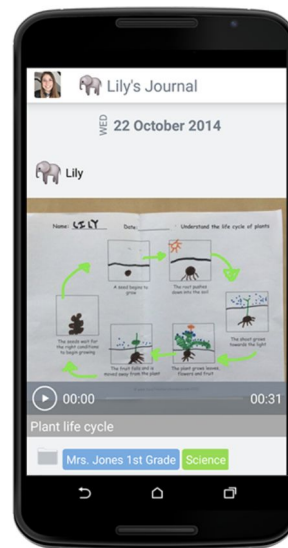 Lily's Journal
WED
22 October 2014
Lily
Name: LILY Date: Understand the life cycle of plants
A seed begins to
grow
The root pushes
down into the soil
The shoot grows
towards the light
The plant grows leaves,
flowers and fruit
The fruit falls and is
moved away from the plant
The seeds wait for
the right conditions
to begin growing
00:00
00:31
Plant life cycle
Mrs. Jones 1st Grade
Science